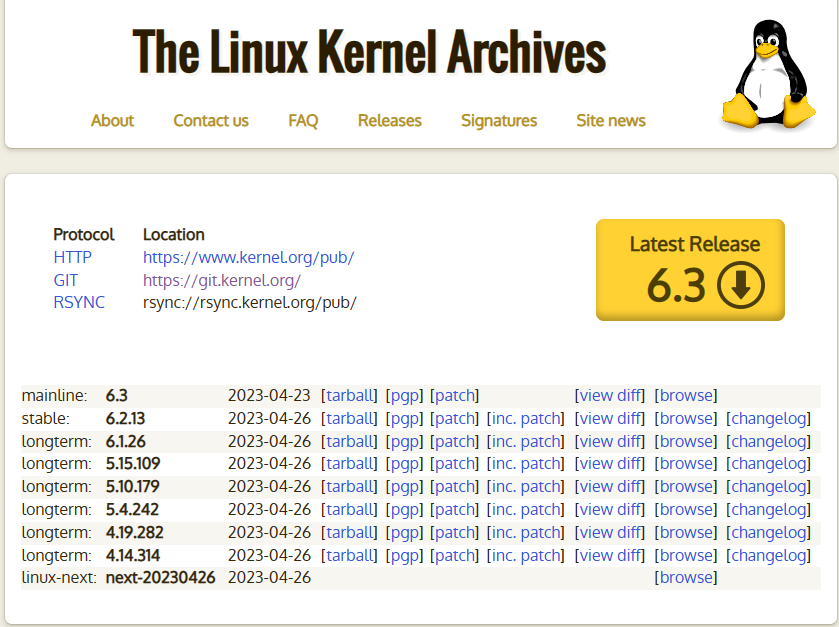 The Linux Kernel Archives
About Contact us FAQ Releases Signatures Site news
Protocol Location
HTTP https://www.kernel.org/pub/
GIT https://git.kernel.org/
RSYNC rsync://rsync.kernel.org/pub/
Latest Release
6.3
mainline: 6.3 2023-04-23 [tarball] [pgp] [patch] [view diff] [browse]
stable: 6.2.13 2023-04-26 [tarball] [pgp] [patch] [inc. patch] [view diff] [browse] [changelog]
longterm: 6.1.26 2023-04-26 [tarball] [pgp] [patch] [inc. patch] [view diff] [browse] [changelog]
longterm: 5.15.109 2023-04-26 [tarball] [pgp] [patch] [inc. patch] [view diff] [browse] [changelog]
longterm: 5.10.179 2023-04-26 [tarball] [pgp] [patch] [inc. patch] [view diff] [browse] [changelog]
longterm: 5.4.242 2023-04-26 [tarball] [pgp] [patch] [inc. patch] [view diff] [browse] [changelog]
longterm: 4.19.282 2023-04-26 [tarball] [pgp] [patch] [inc. patch] [view diff] [browse] [changelog]
longterm: 4.14.314 2023-04-26 [tarball] [pgp] [patch] [inc. patch] [view diff] [browse] [changelog]
linux-next: next-20230426 2023-04-26 [browse]